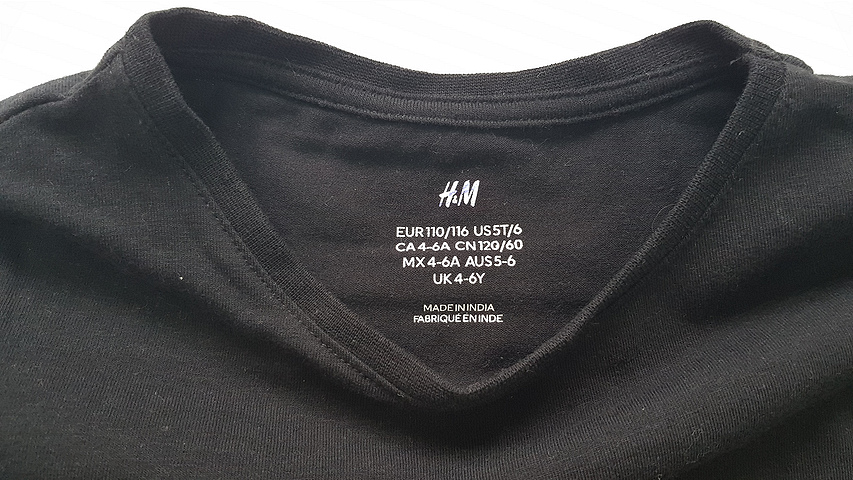 H&M
EUR 110/116 US 5T/6
CA 4-6A CN 120/60
MX 4-6A AUS 5-6
UK 4-6Y
MADE IN INDIA
FABRIQUÉ EN INDE